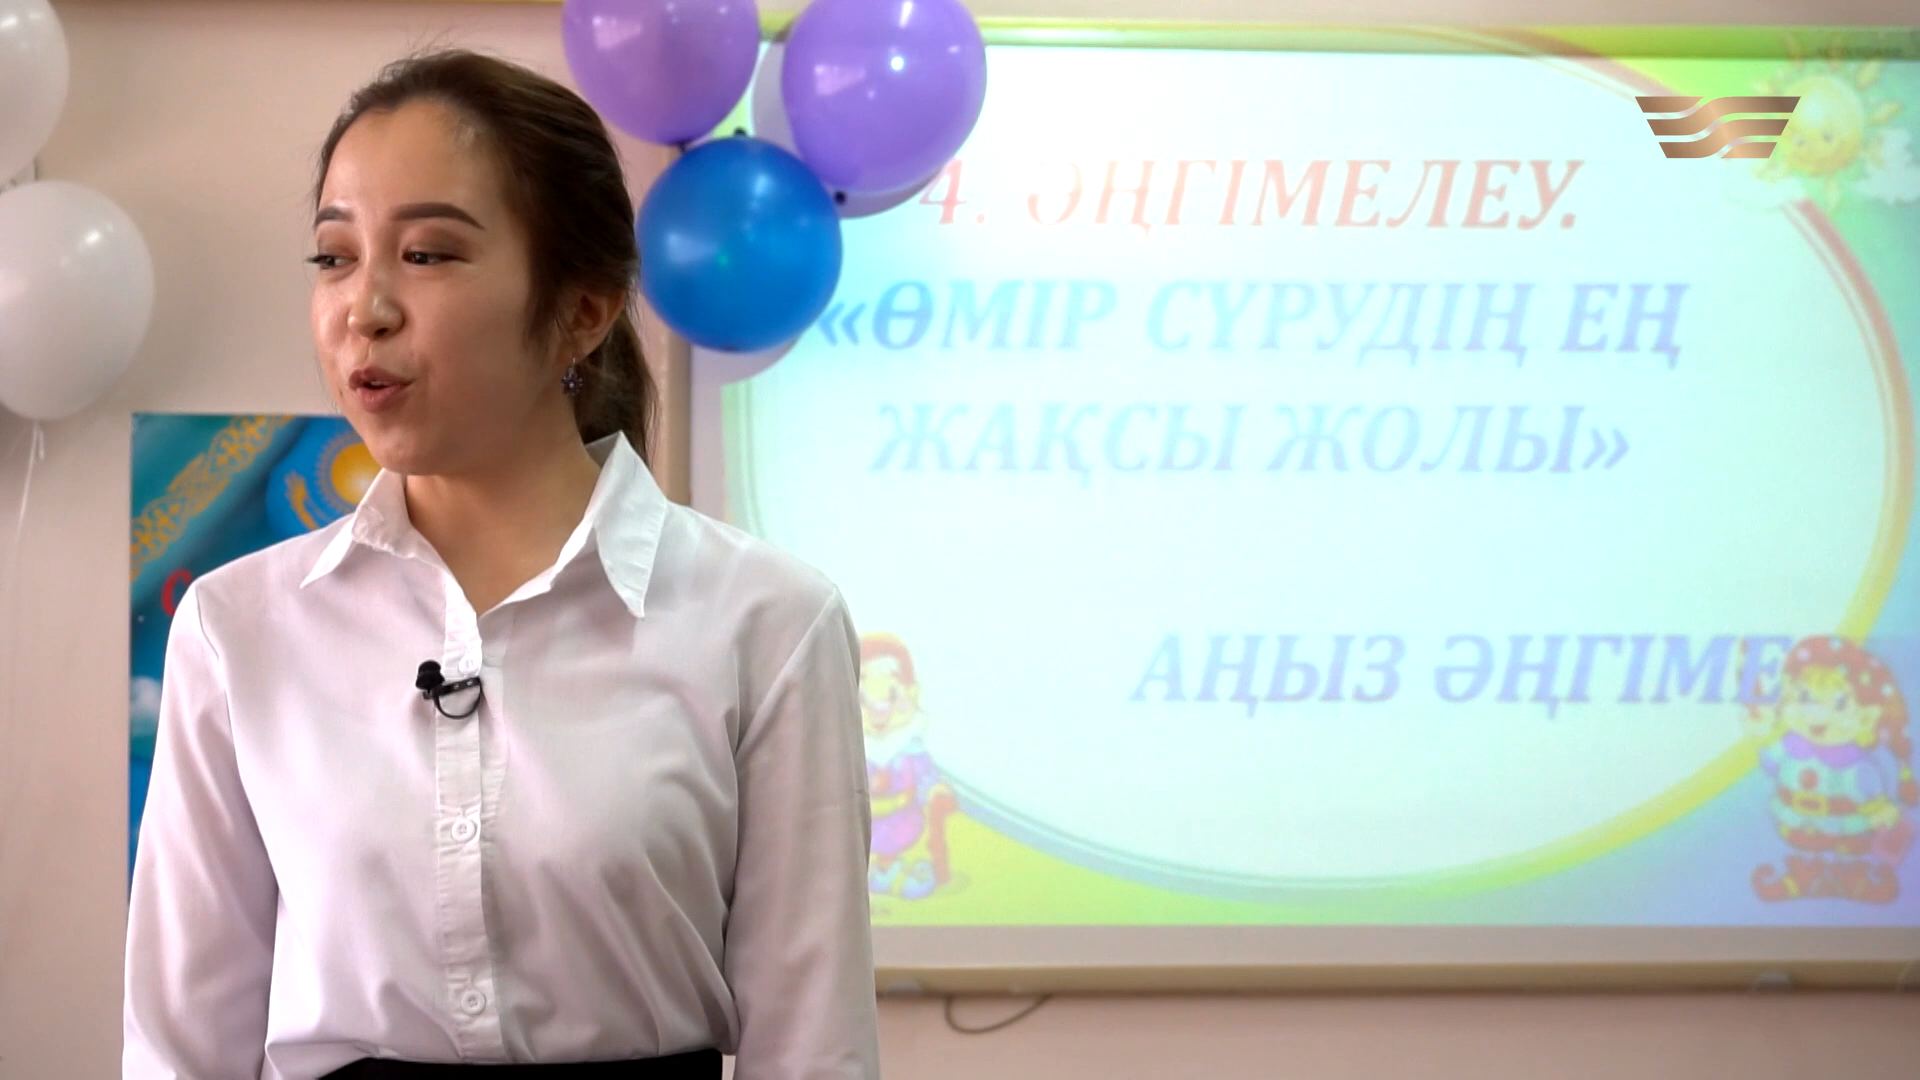 4. ӘҢГІМЕЛЕУ.
«ӨМІР СҮРУДІҢ ЕҢ
ЖАҚСЫ ЖОЛЫ»
АҢЫЗ ӘҢГІМЕ